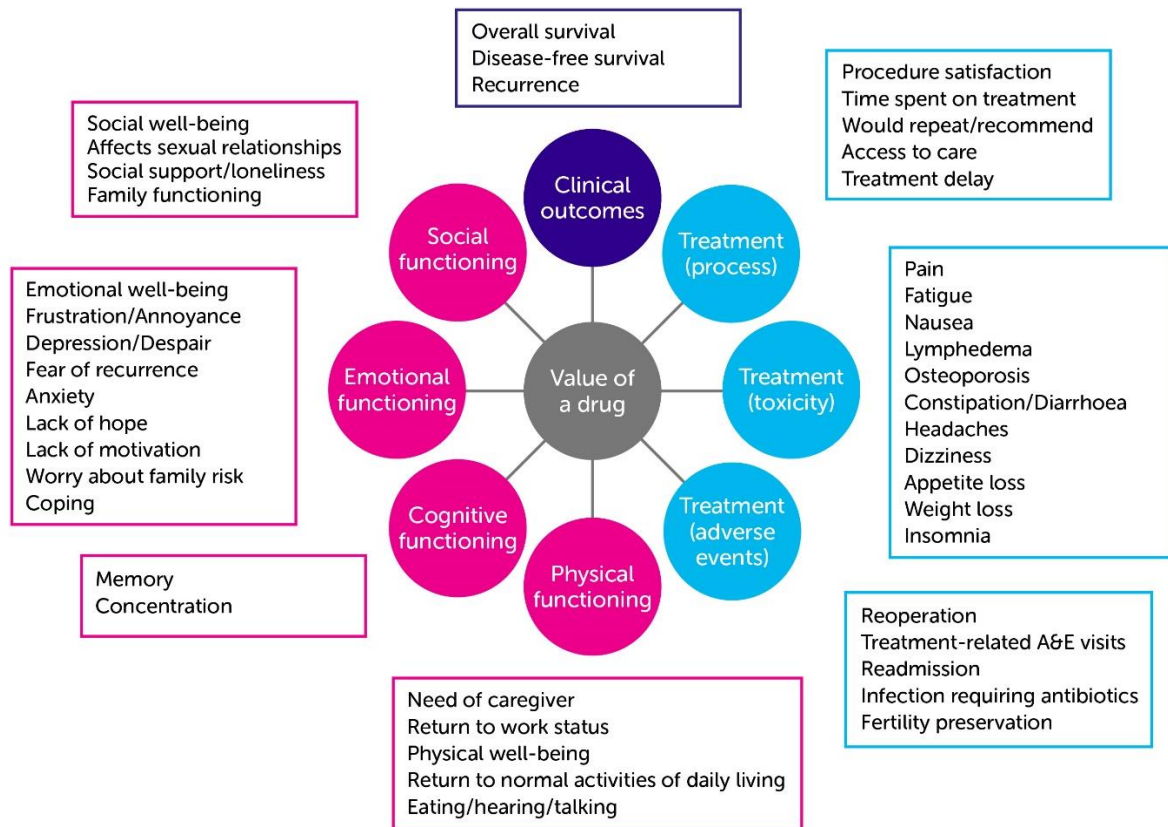 Overall survival
Disease-free survival
Recurrence
Procedure satisfaction
Time spent on treatment
Would repeat/recommend
Access to care
Treatment delay
Social well-being
Affects sexual relationships
Social support/loneliness
Family functioning
Clinical
outcomes
Social
functioning
Treatment
(process)
Emotional well-being
Frustration/Annoyance
Depression/Despair
Fear of recurrence
Anxiety
Lack of hope
Lack of motivation
Worry about family risk
Coping
Emotional
functioning
Value of
a drug
Treatment
(toxicity)
Pain
Fatigue
Nausea
Lymphedema
Osteoporosis
Constipation/Diarrhoea
Headaches
Dizziness
Appetite loss
Weight loss
Insomnia
Cognitive
functioning
Treatment
(adverse
events)
Physical
functioning
Memory
Concentration
Reoperation
Treatment-related A&E visits
Readmission
Infection requiring antibiotics
Fertility preservation
Need of caregiver
Return to work status
Physical well-being
Return to normal activities of daily living
Eating/hearing/talking